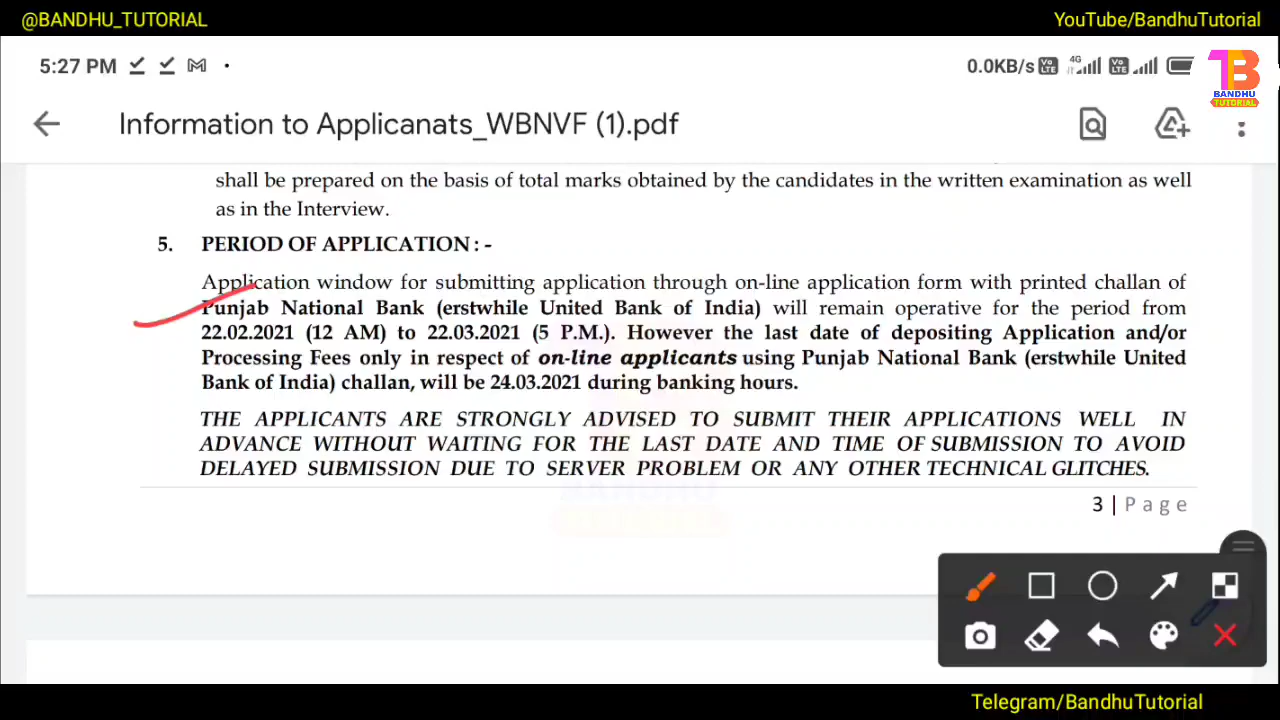 @BANDHU_TUTORIAL
YouTube/BandhuTutorial
5:27 PM
0.0KB/s Vo LTE 4G Vo LTE
BANDHU
TUTORIAL
Information to Applicanats_WBNVF (1).pdf
shall be prepared on the basis of total marks obtained by the candidates in the written examination as well
as in the Interview.
5. PERIOD OF APPLICATION : -
Application window for submitting application through on-line application form with printed challan of
Punjab National Bank (erstwhile United Bank of India) will remain operative for the period from
22.02.2021 (12 AM) to 22.03.2021 (5 P.M.). However the last date of depositing Application and/or
Processing Fees only in respect of on-line applicants using Punjab National Bank (erstwhile United
Bank of India) challan, will be 24.03.2021 during banking hours.
THE APPLICANTS ARE STRONGLY ADVISED TO SUBMIT THEIR APPLICATIONS WELL IN
ADVANCE WITHOUT WAITING FOR THE LAST DATE AND TIME OF SUBMISSION TO AVOID
DELAYED SUBMISSION DUE TO SERVER PROBLEM OR ANY OTHER TECHNICAL GLITCHES.
BANDHU
3 | Page
Telegram/BandhuTutorial